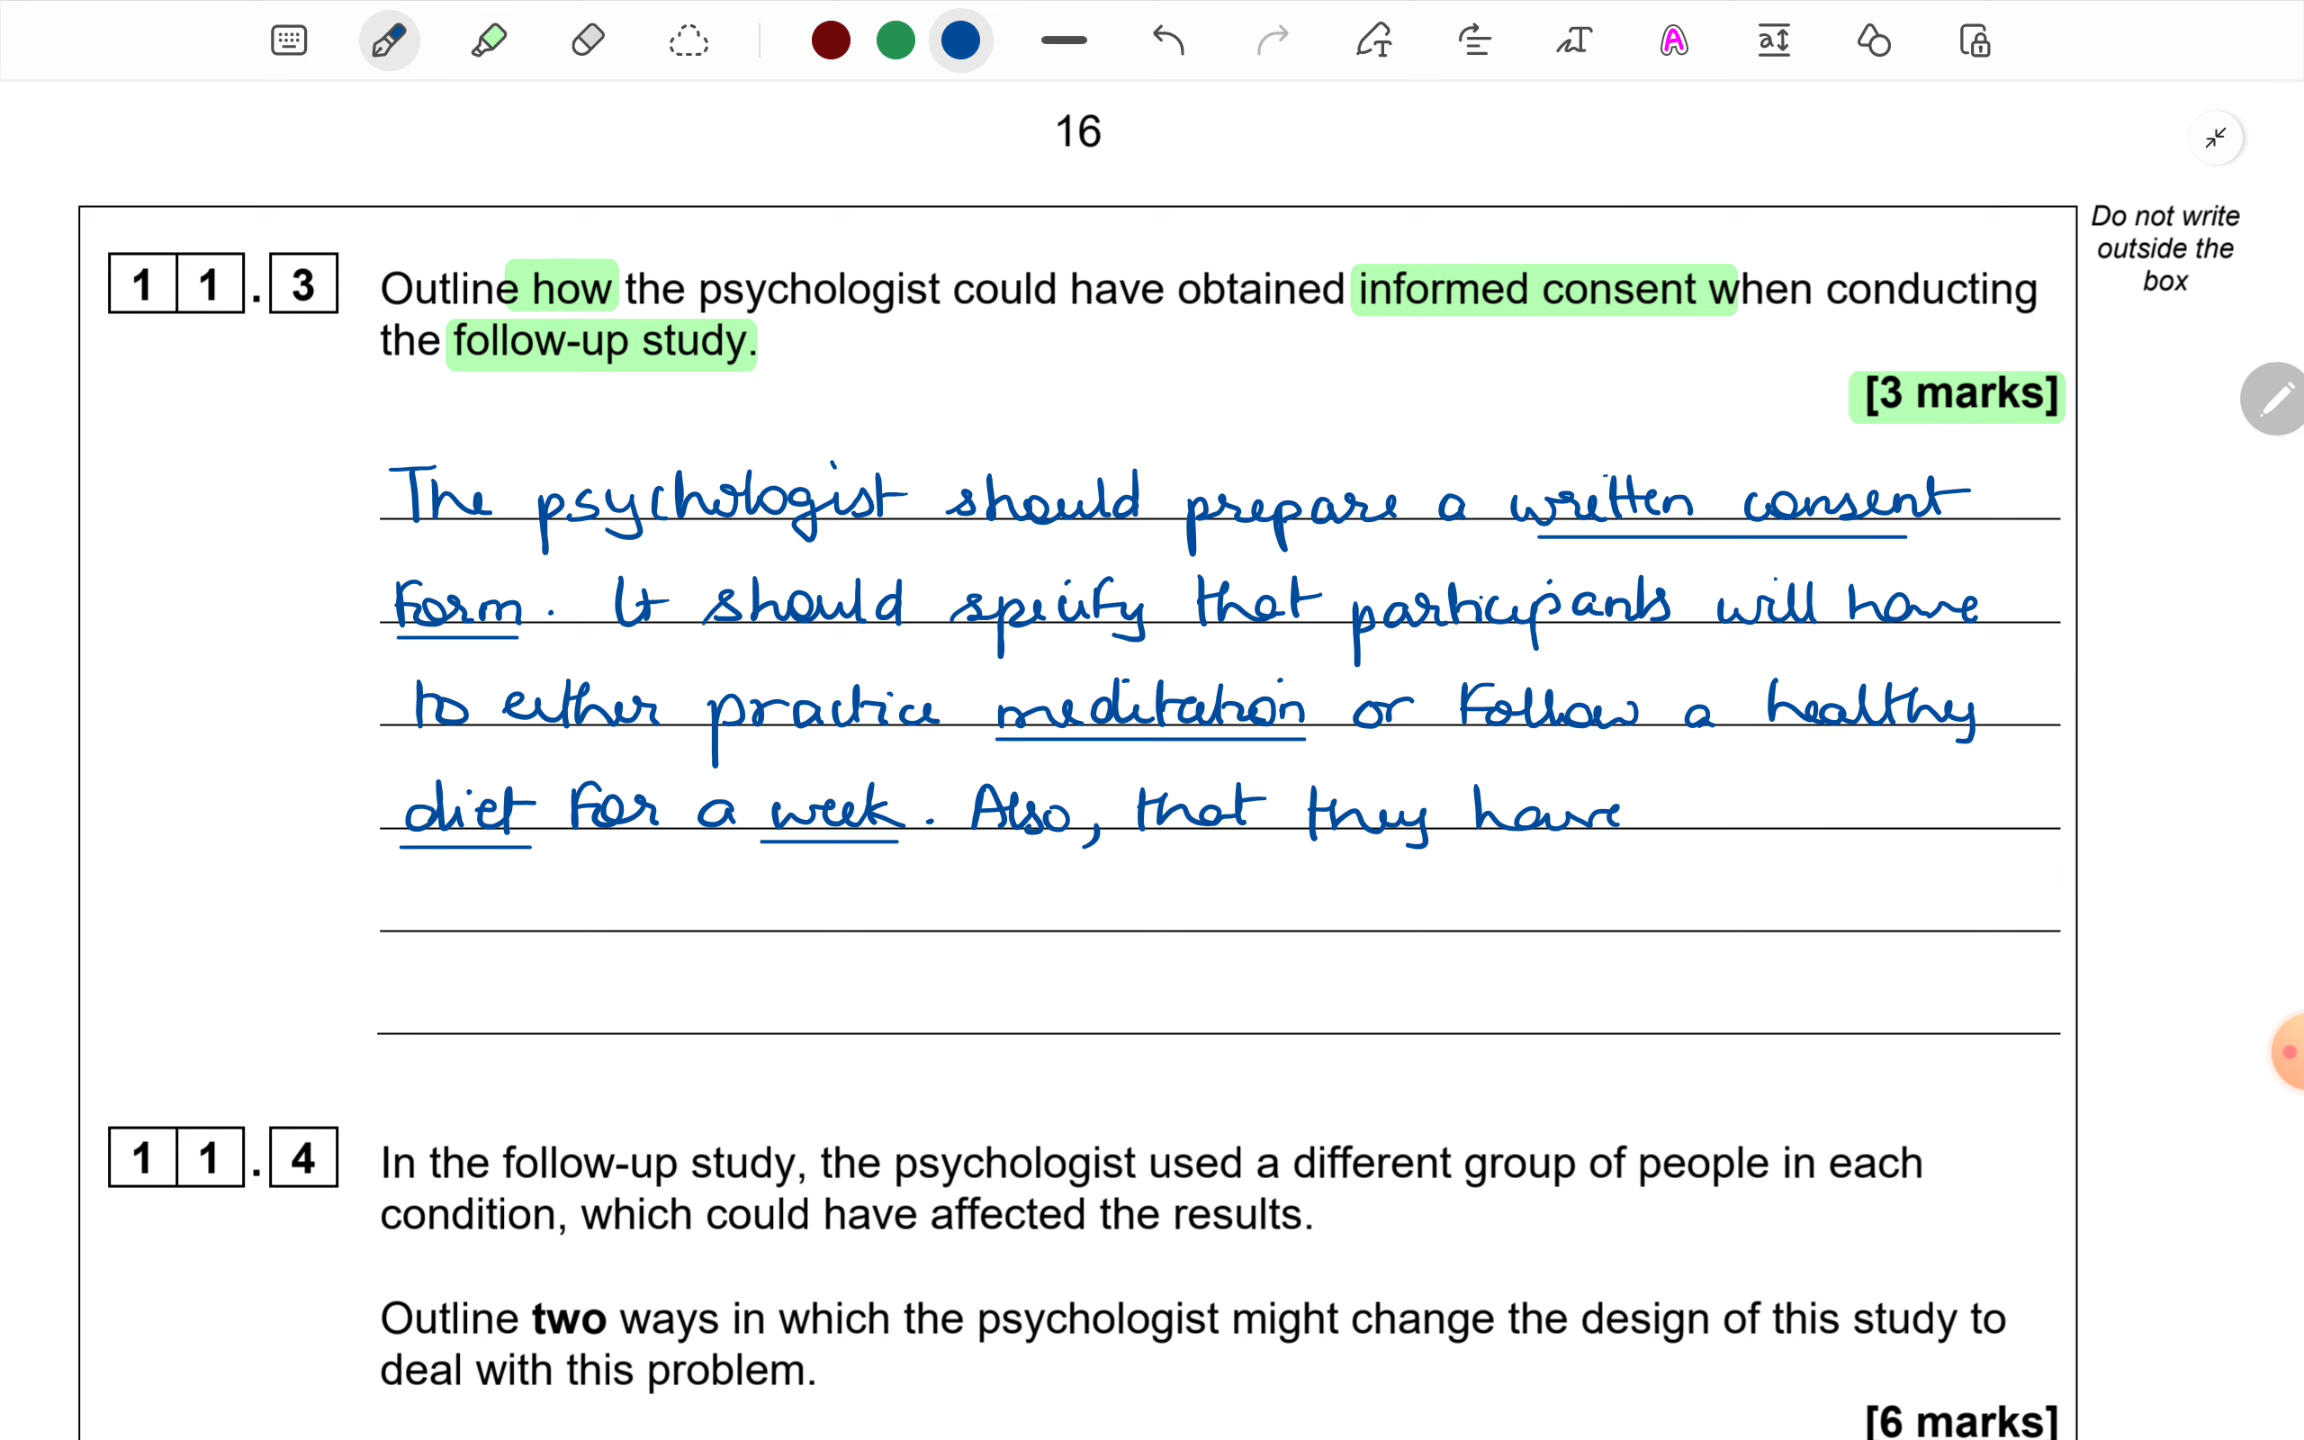 16
Do not write
outside the
box
11.3 Outline how the psychologist could have obtained informed consent when conducting
the follow-up study.
[3 marks]
The psychologist should prepare a written consent
form. It should specify that participants will have
to either practice meditation or follow a healthy
diet for a week. Also, that they have
11.4 In the follow-up study, the psychologist used a different group of people in each
condition, which could have affected the results.
Outline two ways in which the psychologist might change the design of this study to
deal with this problem.
[6 marks]